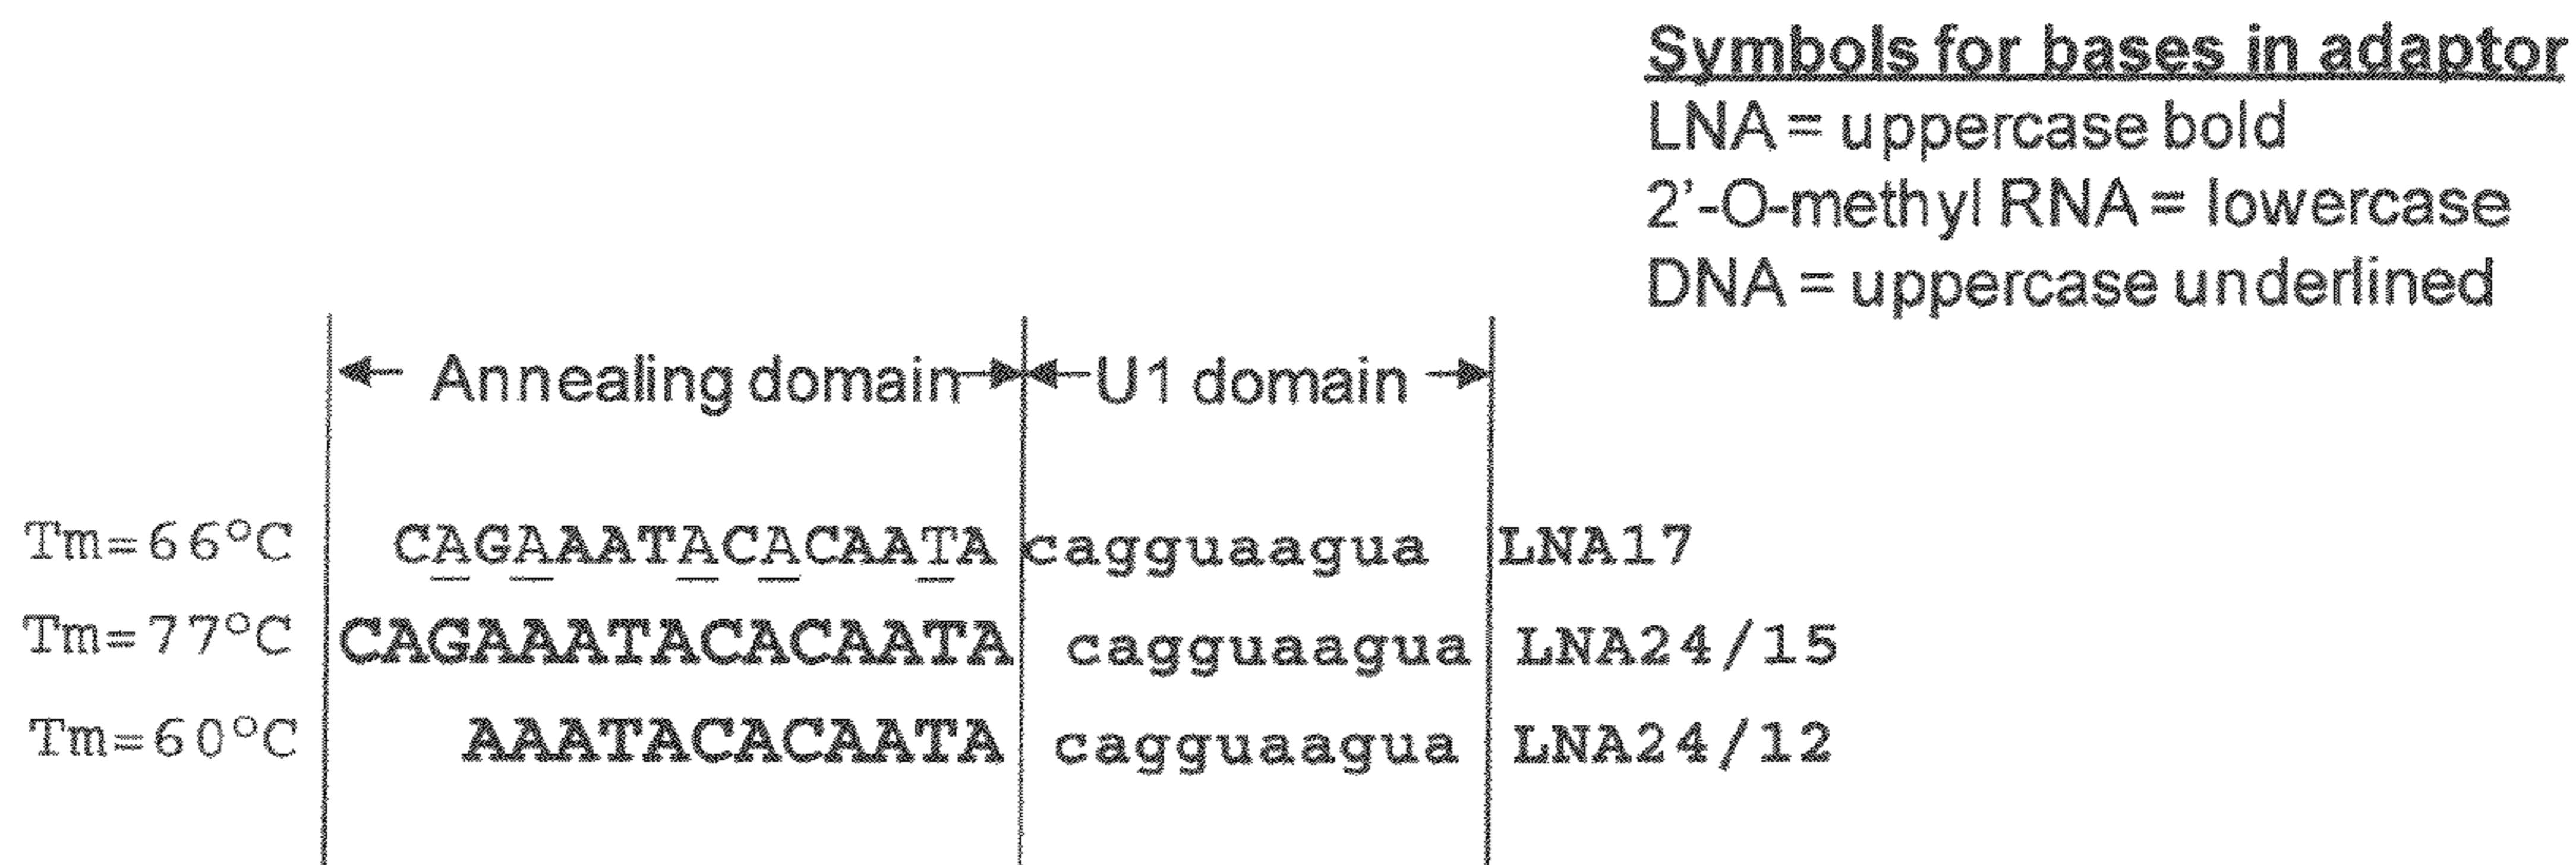 Symbols for bases in adaptor
LNA = uppercase bold
2'-O-methyl RNA = lowercase
DNA = uppercase underlined
Annealing domain U1 domain
Tm=66°C CAGAAATACACAATA cagguaagua LNA17
Tm=77°C CAGAAATACACAATA cagguaagua LNA24/15
Tm=60°C AAATACACAATA cagguaagua LNA24/12